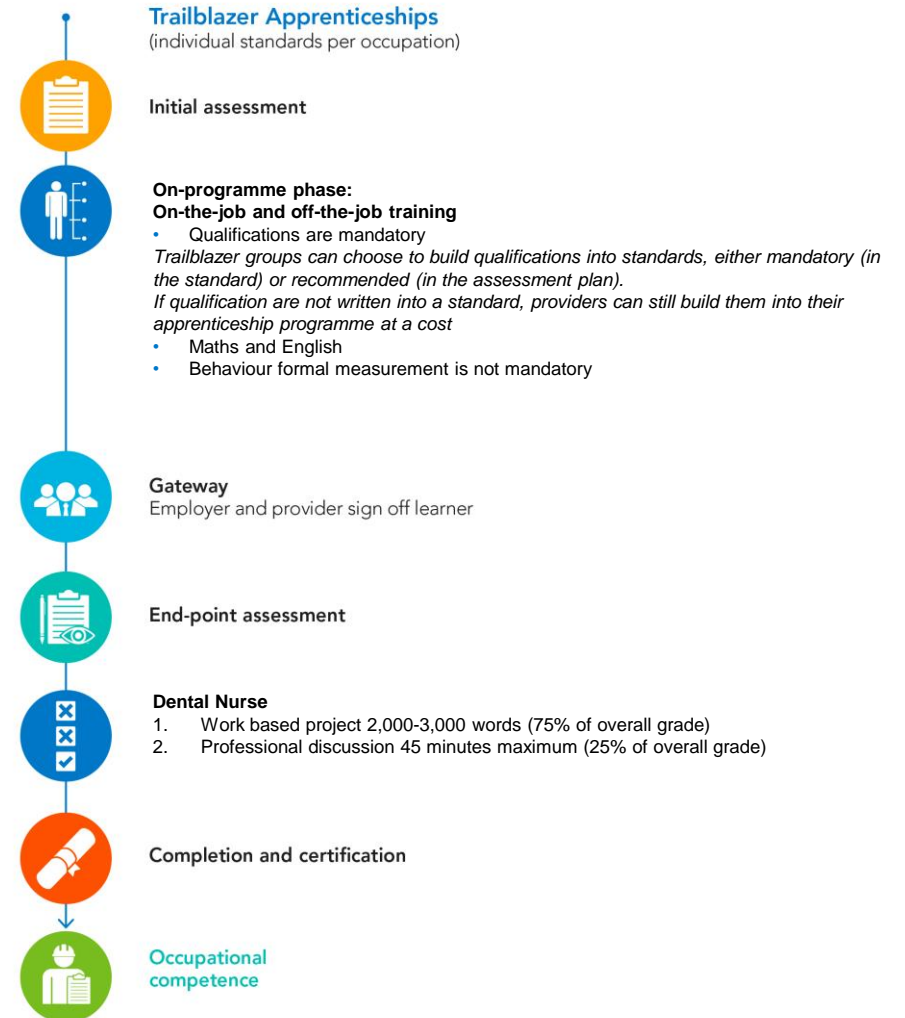 Trailblazer Apprenticeships
(individual standards per occupation)
Initial assessment
On-programme phase:
On-the-job and off-the-job training
• Qualifications are mandatory
Trailblazer groups can choose to build qualifications into standards, either mandatory (in
the standard) or recommended (in the assessment plan).
If qualification are not written into a standard, providers can still build them into their
apprenticeship programme at a cost
• Maths and English
• Behaviour formal measurement is not mandatory
Gateway
Employer and provider sign off learner
End-point assessment
Dental Nurse
1. Work based project 2,000-3,000 words (75% of overall grade)
2. Professional discussion 45 minutes maximum (25% of overall grade)
Completion and certification
Occupational
competence